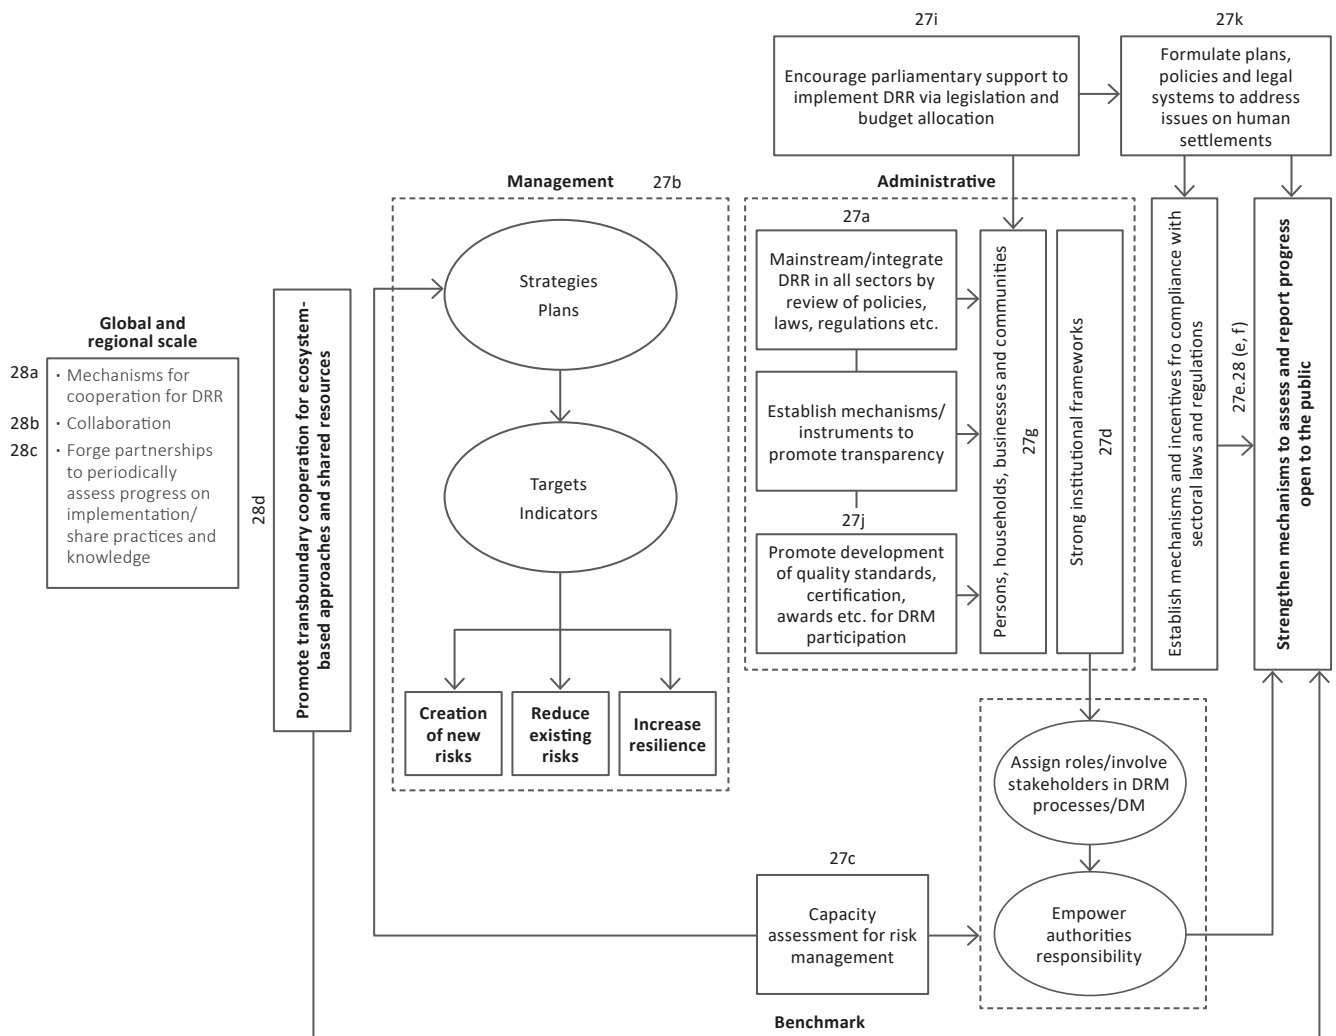 27i
27k
Encourage parliamentary support to
implement DRR via legislation and
budget allocation
Formulate plans,
policies and legal
systems to address
issues on human
settlements
Management
27b
Administrative
Strategies
Plans
Targets
Indicators
Creation
of new
risks
Reduce
existing
risks
Increase
resilience
27a
Mainstream/integrate
DRR in all sectors by
review of policies,
laws, regulations etc.
Establish mechanisms/
instruments to
promote transparency
27j
Promote development
of quality standards,
certification,
awards etc. for DRM
participation
Persons, households, businesses and communities
27g
Strong institutional frameworks
27d
Establish mechanisms and incentives fro compliance with
sectoral laws and regulations
27e.28 (e, f)
Strengthen mechanisms to assess and report progress
open to the public
Global and
regional scale
28a
· Mechanisms for
cooperation for DRR
28b
· Collaboration
28c
· Forge partnerships
to periodically
assess progress on
implementation/
share practices and
knowledge
28d
Promote transboundary cooperation for ecosystem-
based approaches and shared resources
Assign roles/involve
stakeholders in DRM
processes/DM
Empower
authorities
responsibility
27c
Capacity
assessment for risk
management
Benchmark